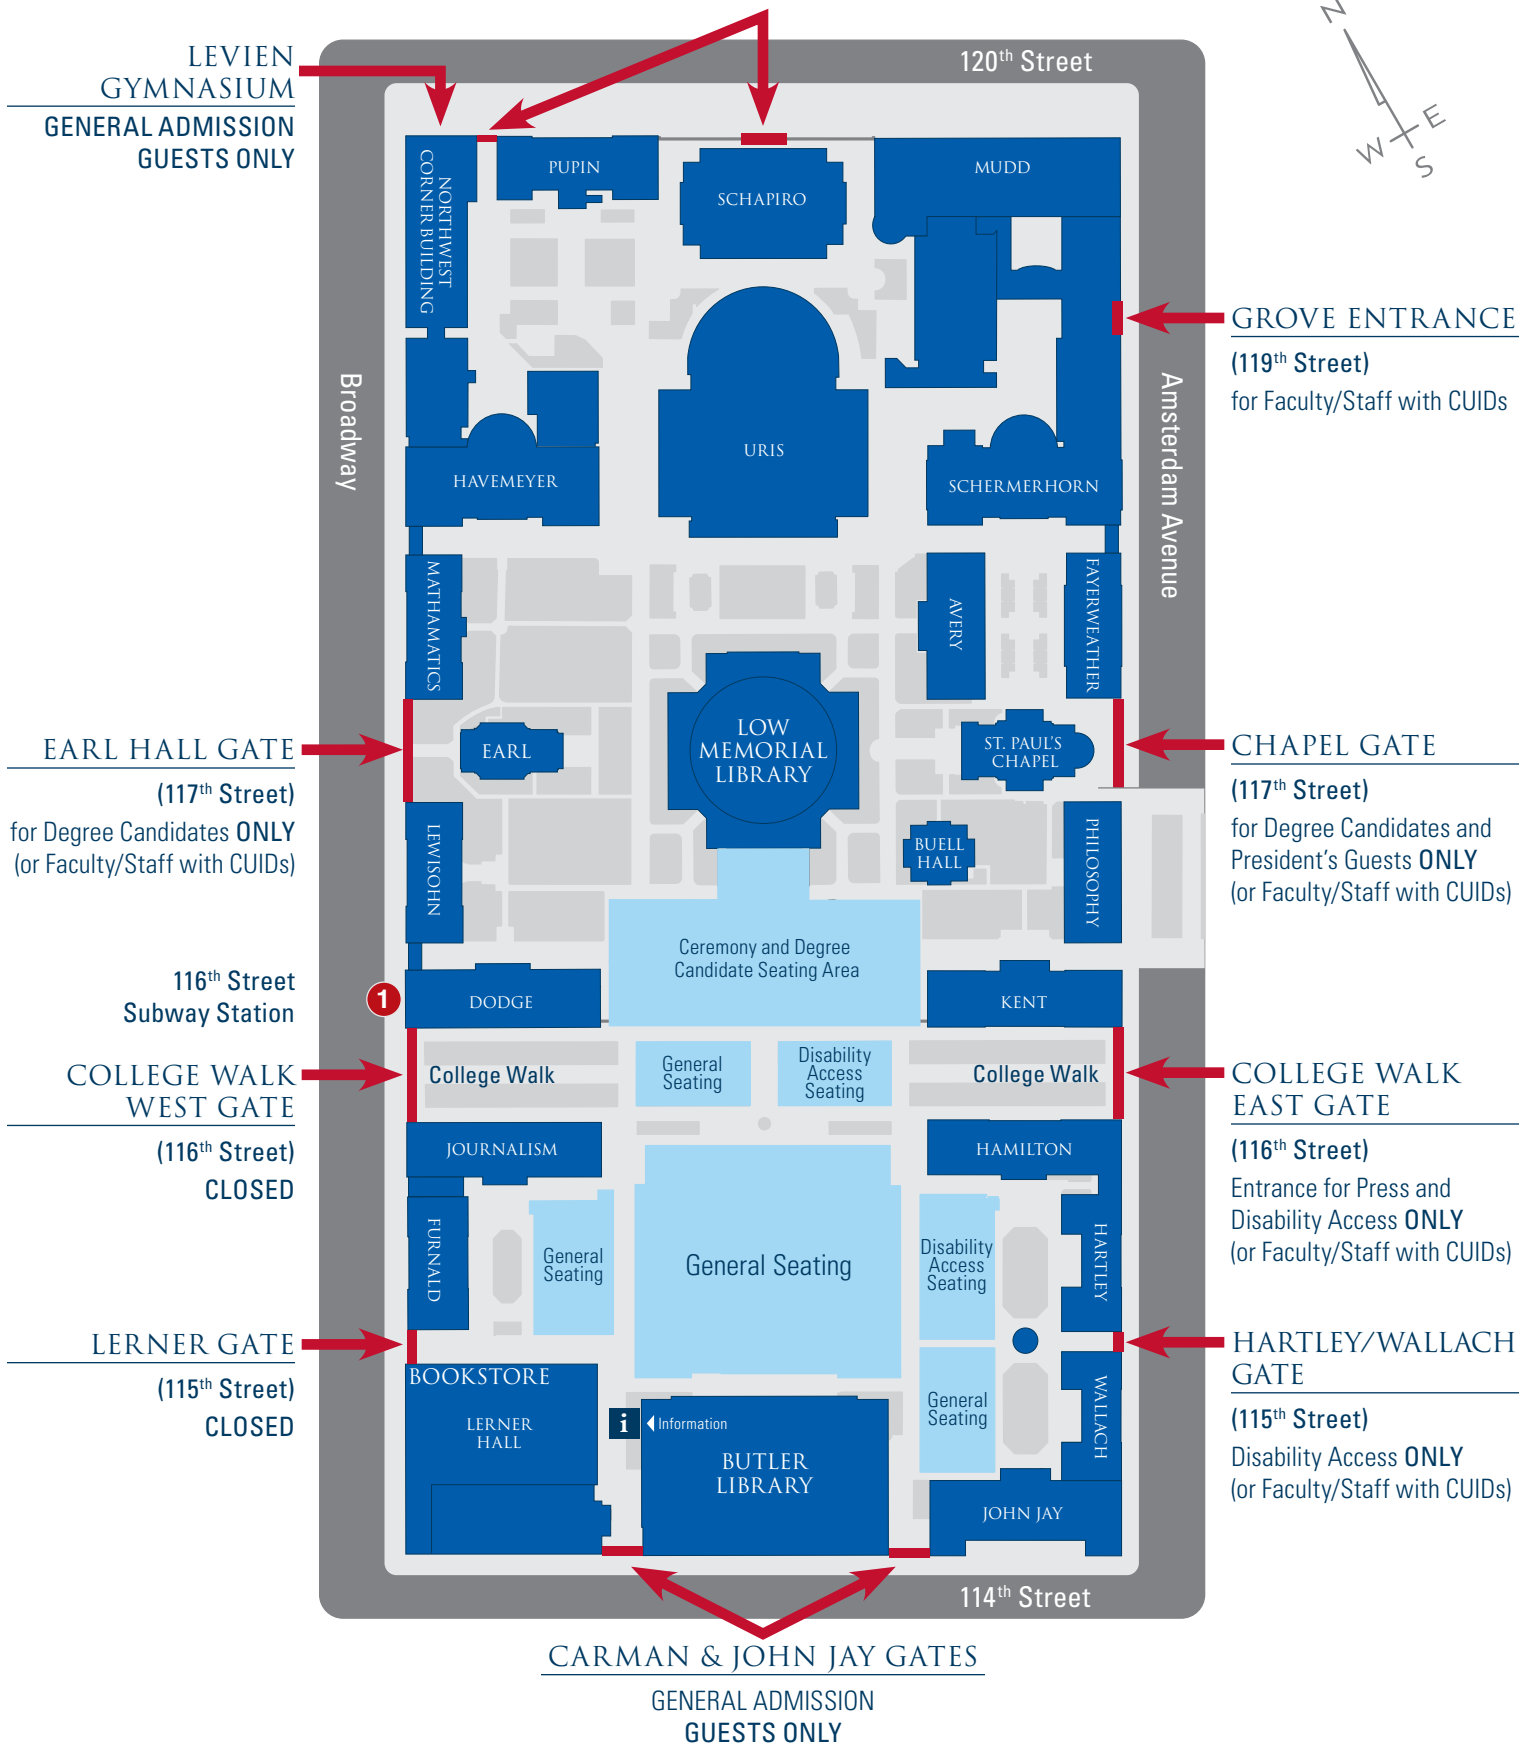 N
E
W
S
120th Street
LEVIEN
GYMNASIUM
GENERAL ADMISSION
GUESTS ONLY
NORTHWEST
CORNER BUILDING
PUPIN
SCHAPIRO
MUDD
GROVE ENTRANCE
(119th Street)
for Faculty/Staff with CUIDs
Broadway
Amsterdam Avenue
HAVEMEYER
URIS
SCHERMERHORN
MATHAMATICS
AVERY
FAYERWEATHER
EARL HALL GATE
(117th Street)
for Degree Candidates ONLY
(or Faculty/Staff with CUIDs)
EARL
LOW
MEMORIAL
LIBRARY
ST. PAUL'S
CHAPEL
CHAPEL GATE
(117th Street)
for Degree Candidates and
President's Guests ONLY
(or Faculty/Staff with CUIDs)
LEWISOHN
BUELL
HALL
PHILOSOPHY
Ceremony and Degree
Candidate Seating Area
116th Street
Subway Station
1
DODGE
KENT
COLLEGE WALK
WEST GATE
(116th Street)
CLOSED
College Walk
General
Seating
Disability
Access
Seating
College Walk
COLLEGE WALK
EAST GATE
(116th Street)
Entrance for Press and
Disability Access ONLY
(or Faculty/Staff with CUIDs)
JOURNALISM
HAMILTON
FURNALD
General
Seating
General Seating
Disability
Access
Seating
HARTLEY
LERNER GATE
(115th Street)
CLOSED
HARTLEY/WALLACH
GATE
(115th Street)
Disability Access ONLY
(or Faculty/Staff with CUIDs)
BOOKSTORE
LERNER
HALL
i
Information
BUTLER
LIBRARY
General
Seating
WALLACH
JOHN JAY
114th Street
CARMAN & JOHN JAY GATES
GENERAL ADMISSION
GUESTS ONLY